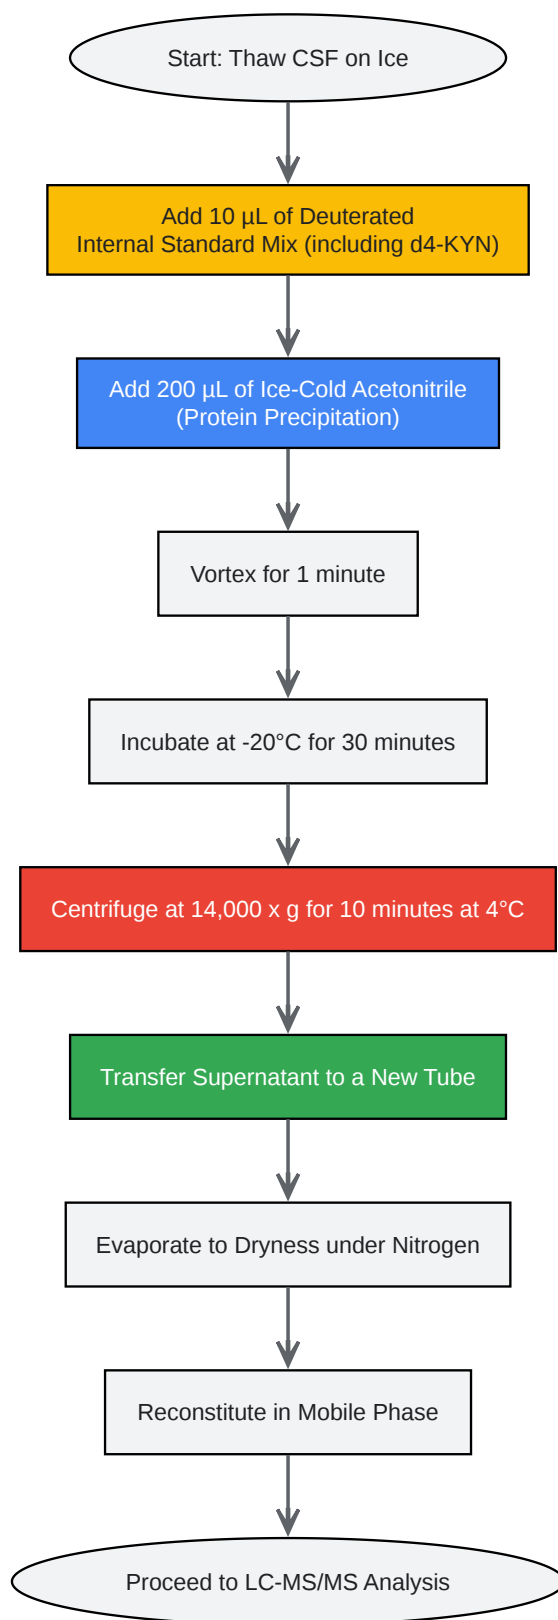 Start: Thaw CSF on Ice
Add 10 µL of Deuterated
Internal Standard Mix (including d4-KYN)
Add 200 µL of Ice-Cold Acetonitrile
(Protein Precipitation)
Vortex for 1 minute
Incubate at -20°C for 30 minutes
Centrifuge at 14,000 x g for 10 minutes at 4°C
Transfer Supernatant to a New Tube
Evaporate to Dryness under Nitrogen
Reconstitute in Mobile Phase
Proceed to LC-MS/MS Analysis